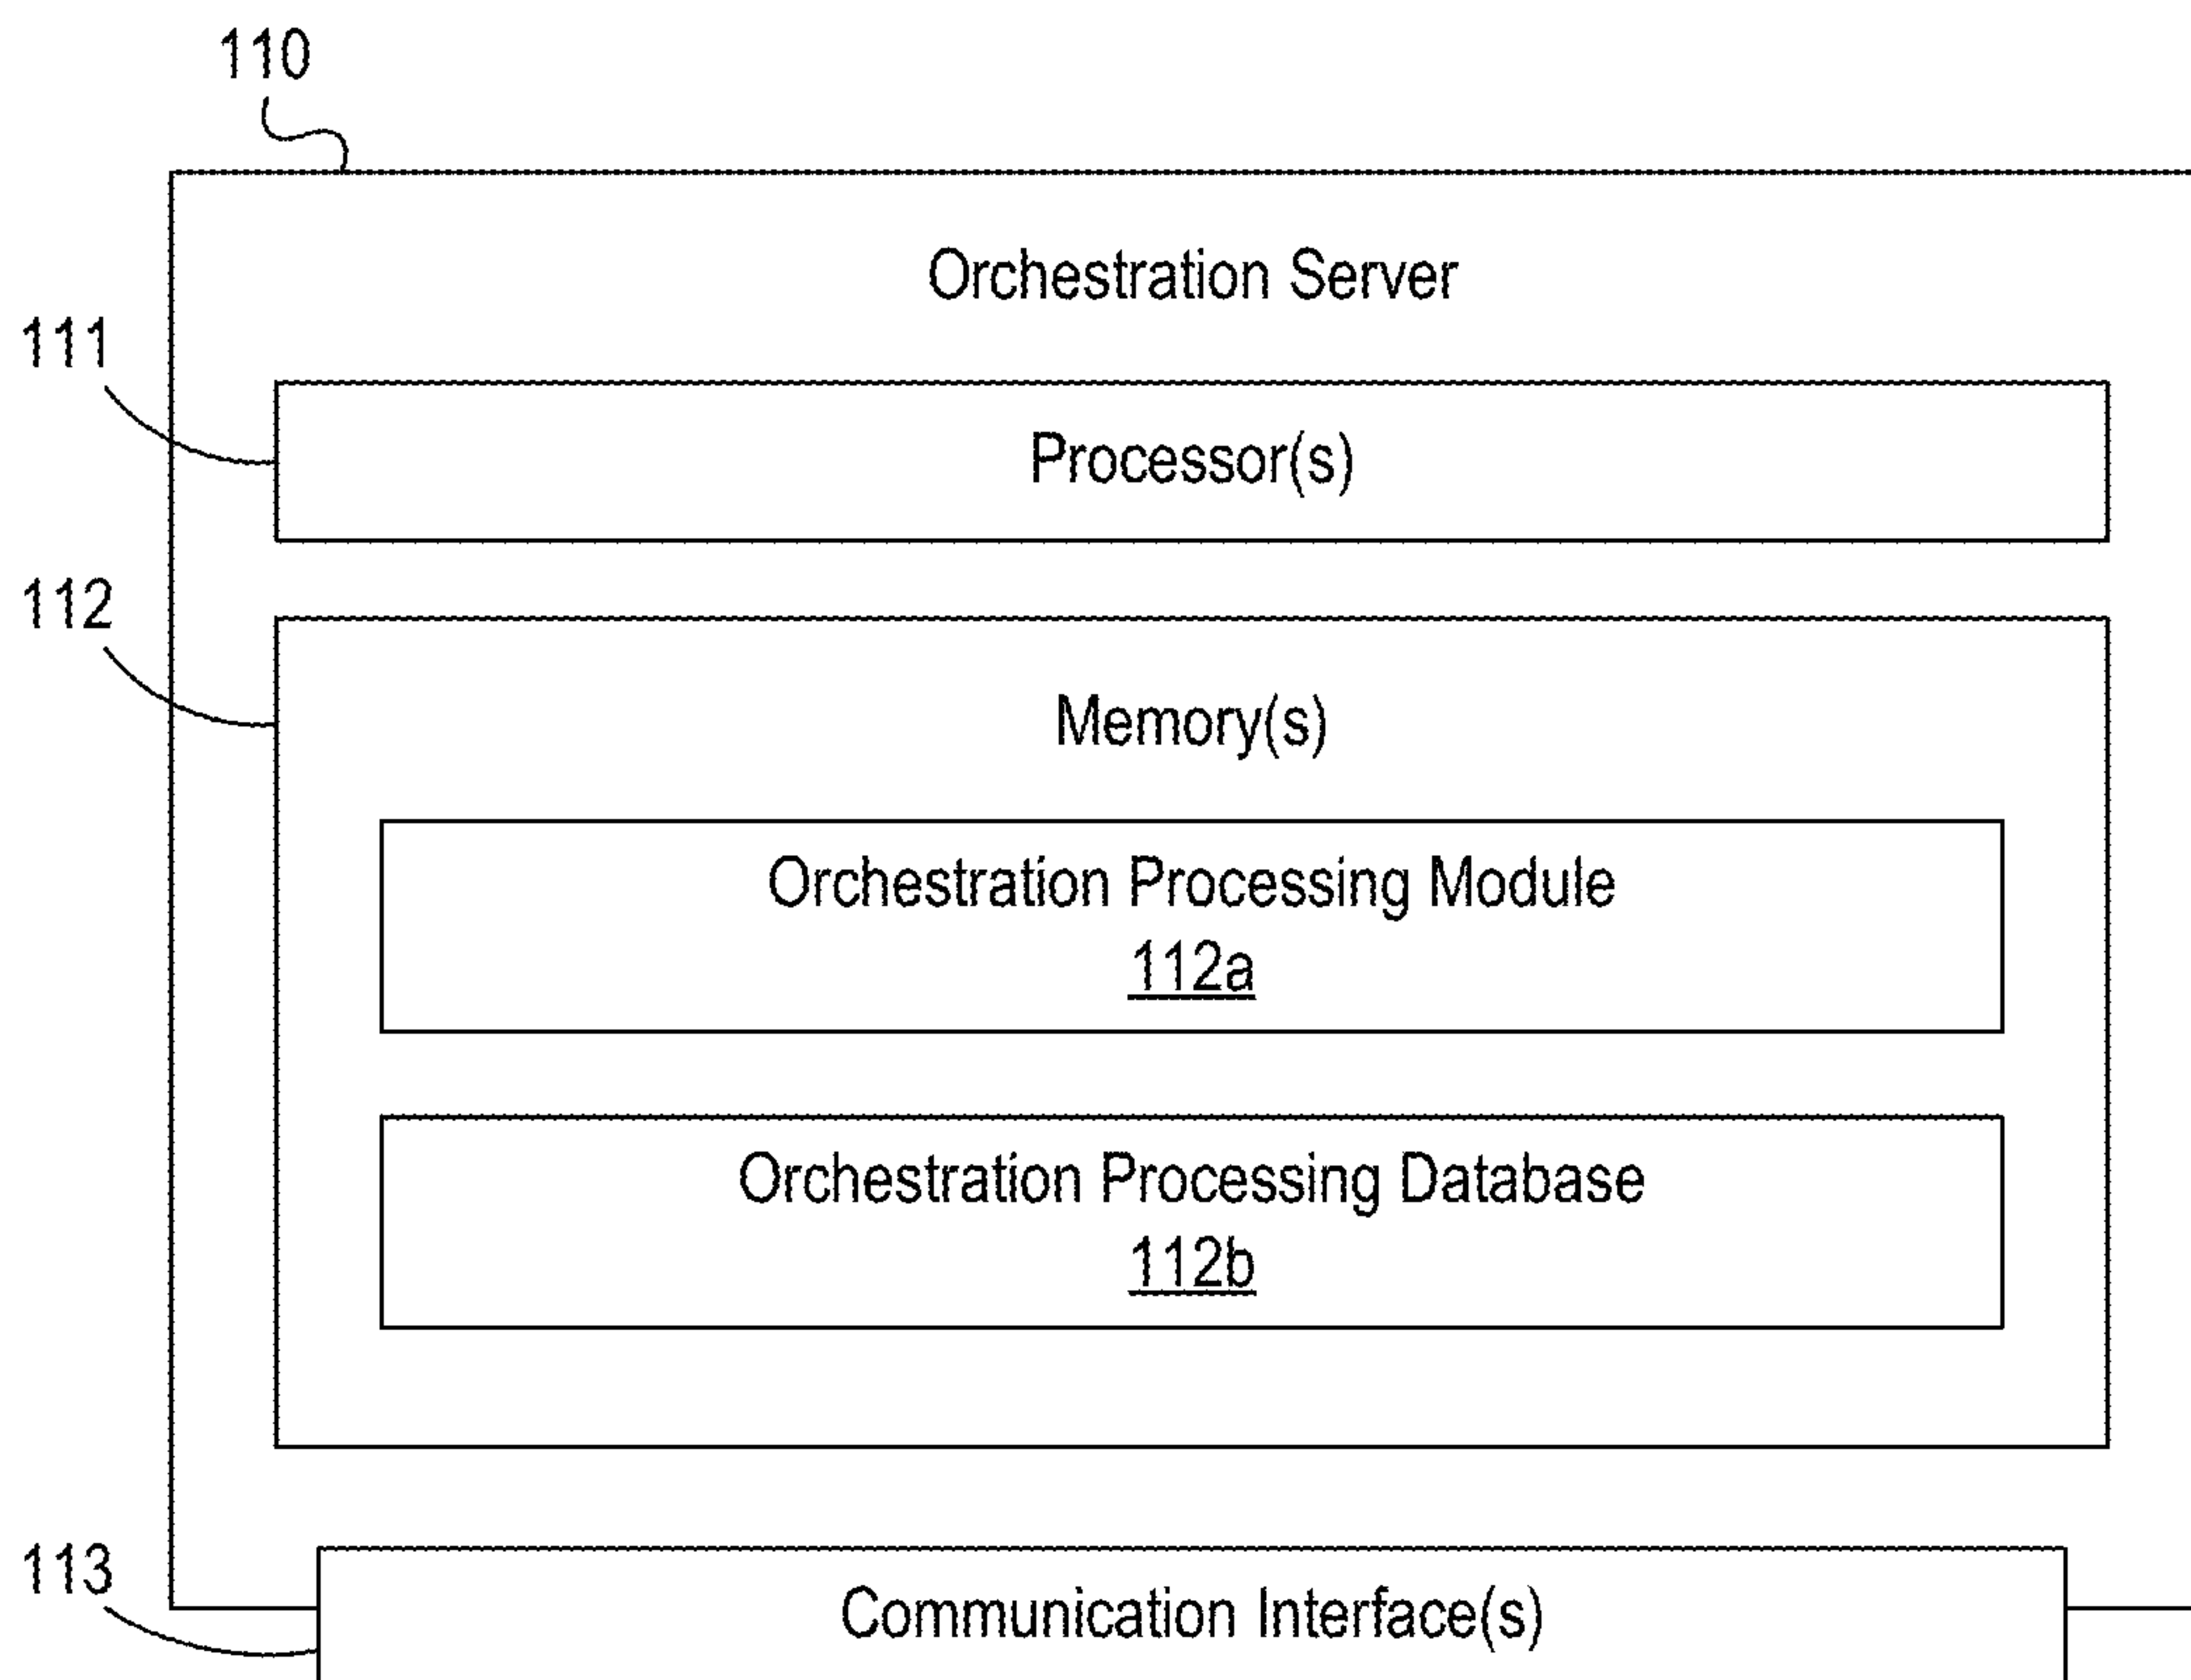 110
Orchestration Server
111
Processor(s)
112
Memory(s)
Orchestration Processing Module
112a
Orchestration Processing Database
112b
113
Communication Interface(s)